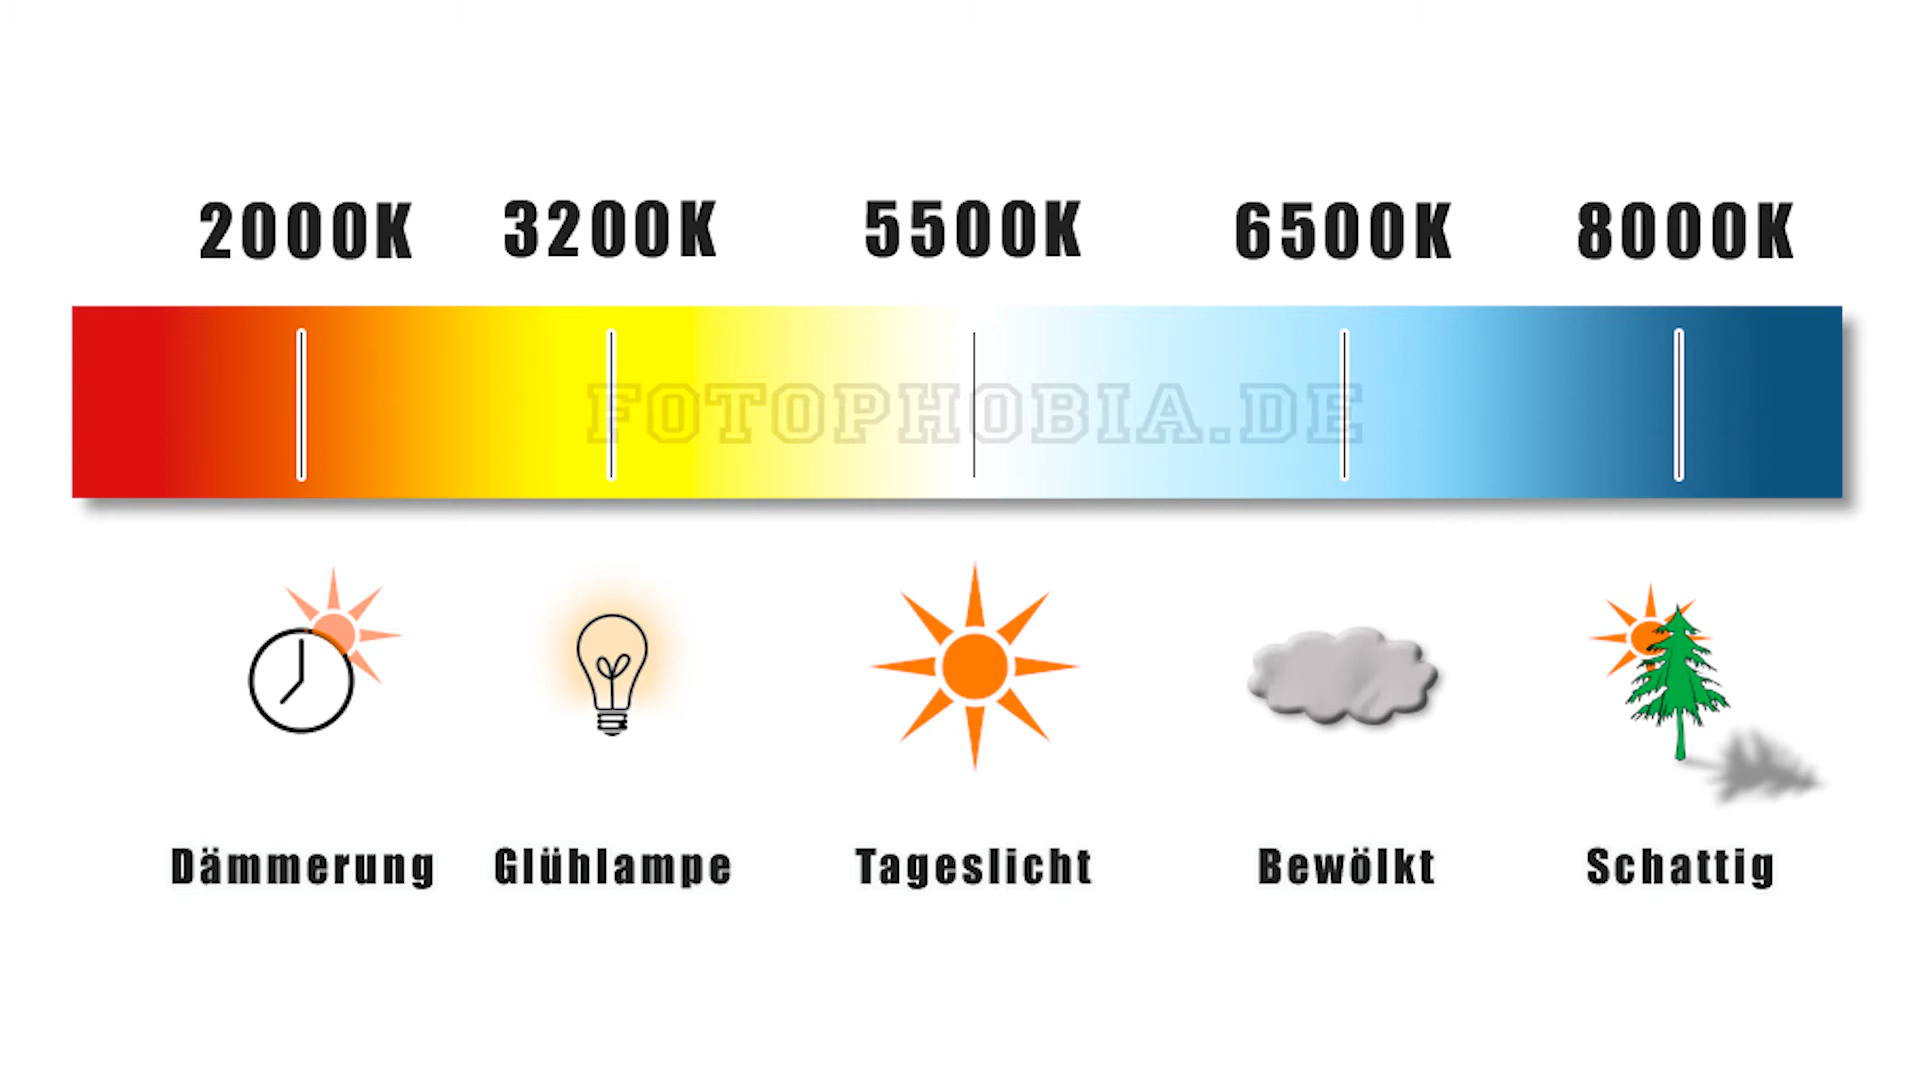 2000K 3200K 5500K 6500K 8000K
FOTOPHOBIA.DE
Dämmerung Glühlampe Tageslicht Bewölkt Schattig